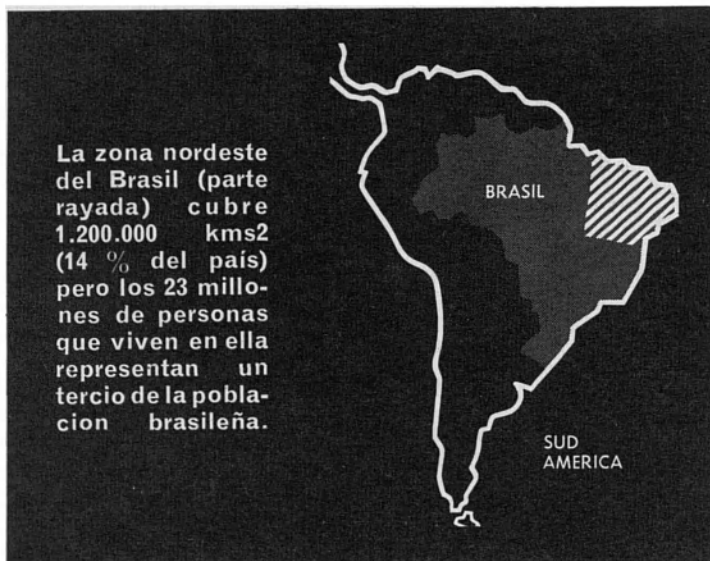 La zona nordeste
del Brasil (parte
rayada) cubre
1.200.000 kms2
(14 % del país)
pero los 23 millo-
nes de personas
que viven en ella
representan un
tercio de la pobla-
cion brasileña.
BRASIL
SUD
AMERICA